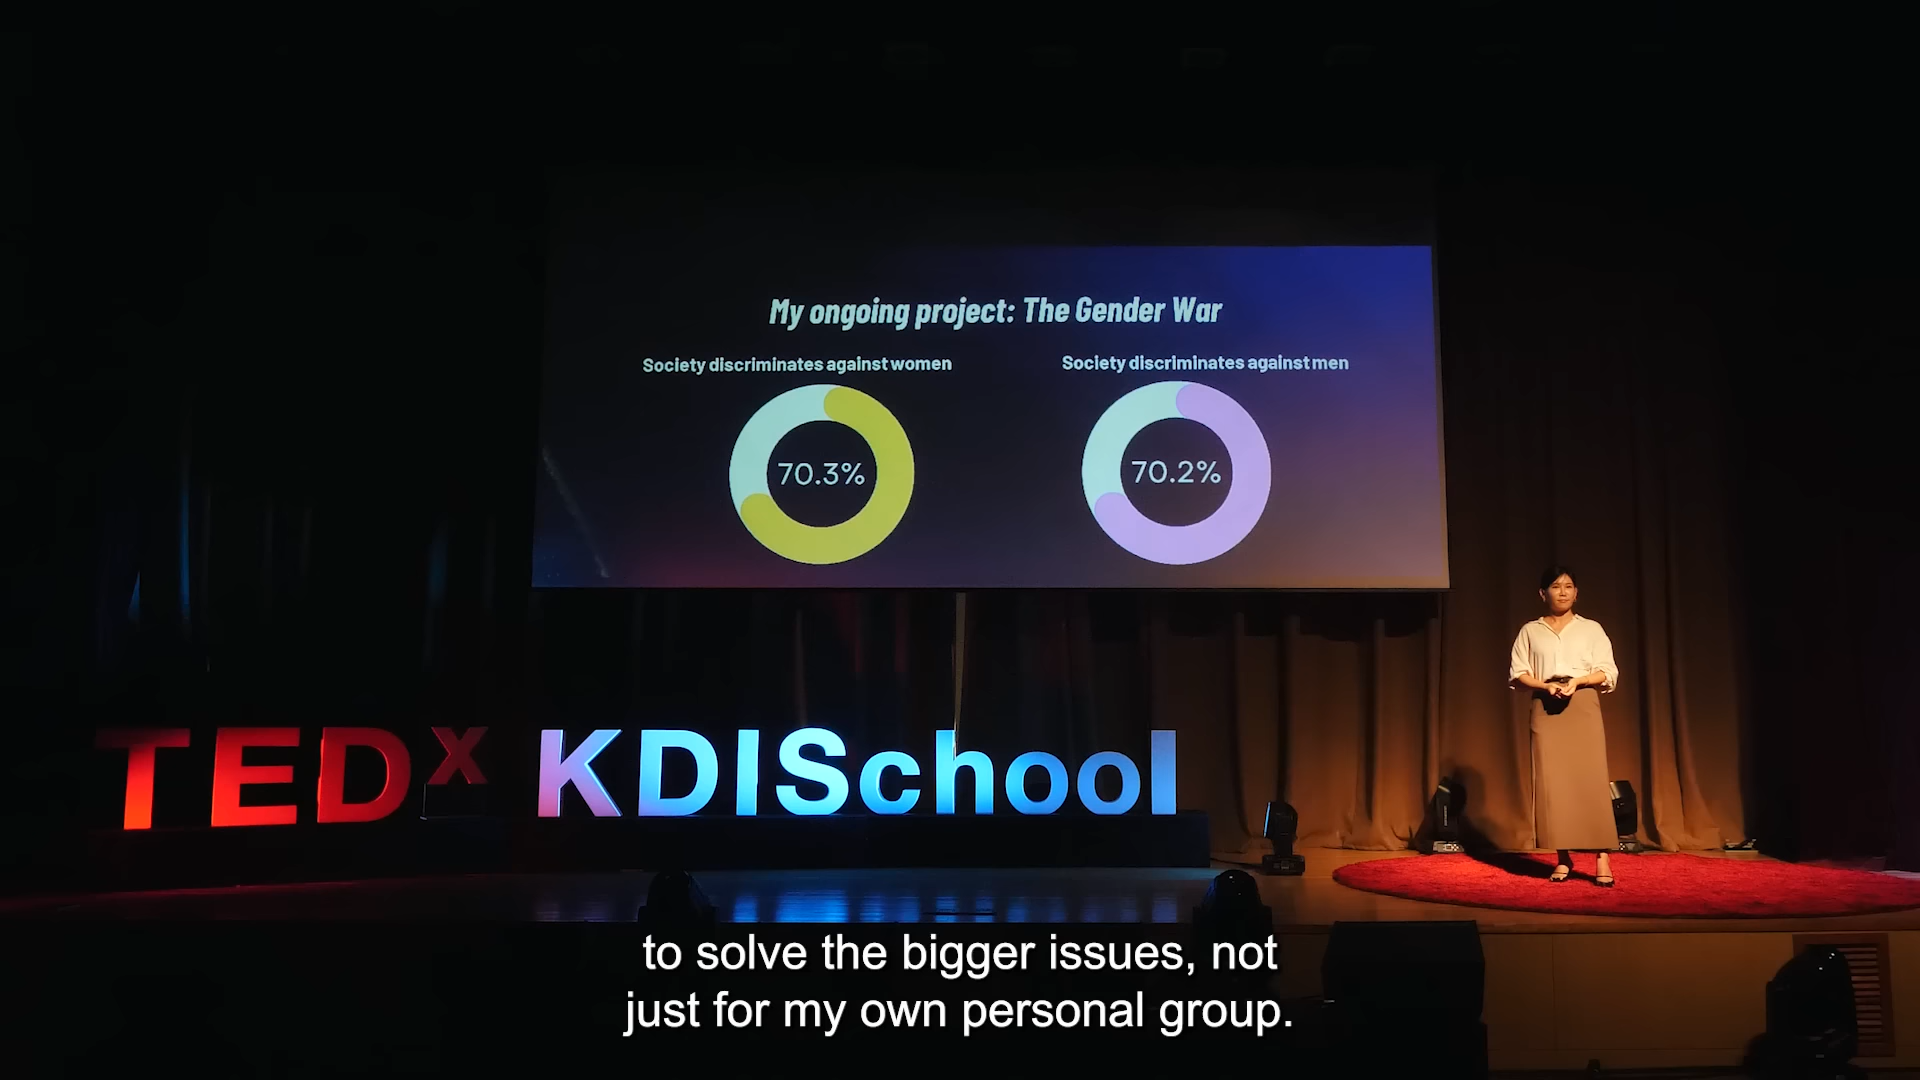 My ongoing project: The Gender War
Society discriminates against women
Society discriminates against men
70.3%
70.2%
TEDx KDISchool
to solve the bigger issues, not
just for my own personal group.